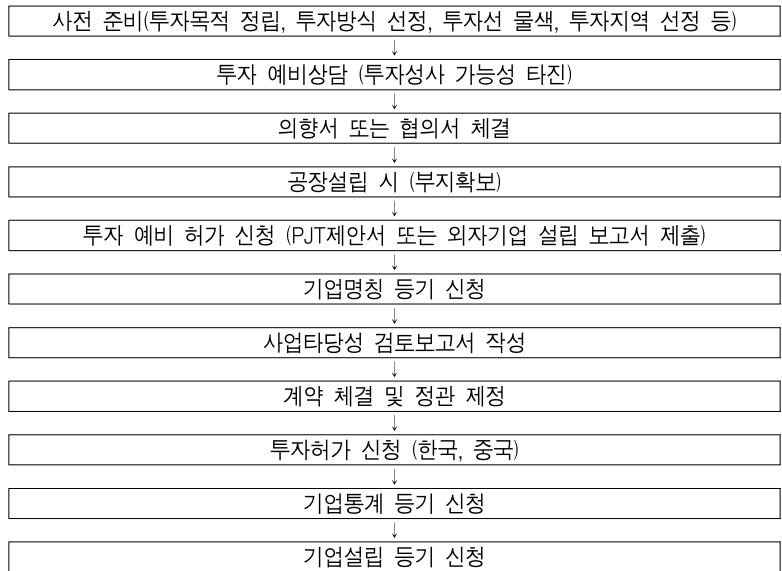 사전 준비(투자목적 정립, 투자방식 선정, 투자선 물색, 투자지역 선정 등)
↓
투자 예비상담 (투자성사 가능성 타진)
↓
의향서 또는 협의서 체결
↓
공장설립 시 (부지확보)
↓
투자 예비 허가 신청 (PJT제안서 또는 외자기업 설립 보고서 제출)
↓
기업명칭 등기 신청
↓
사업타당성 검토보고서 작성
↓
계약 체결 및 정관 제정
↓
투자허가 신청 (한국, 중국)
↓
기업통계 등기 신청
↓
기업설립 등기 신청